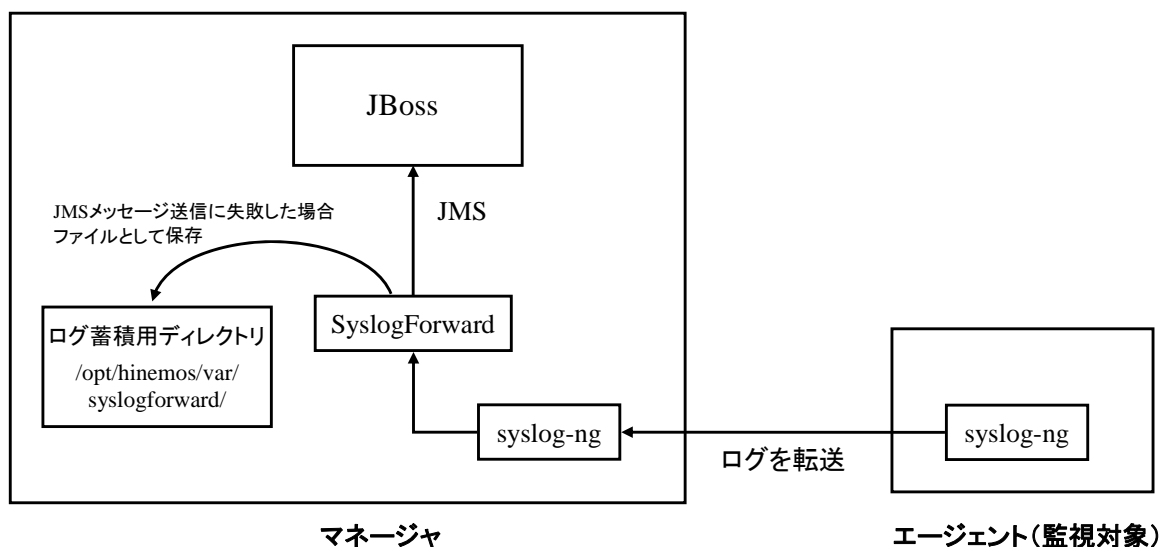 JBoss
JMSメッセージ送信に失敗した場合
ファイルとして保存
JMS
ログ蓄積用ディレクトリ
/opt/hinemos/var/
syslogforward/
SyslogForward
syslog-ng
ログを転送
syslog-ng
マネージャ
エージェント(監視対象)